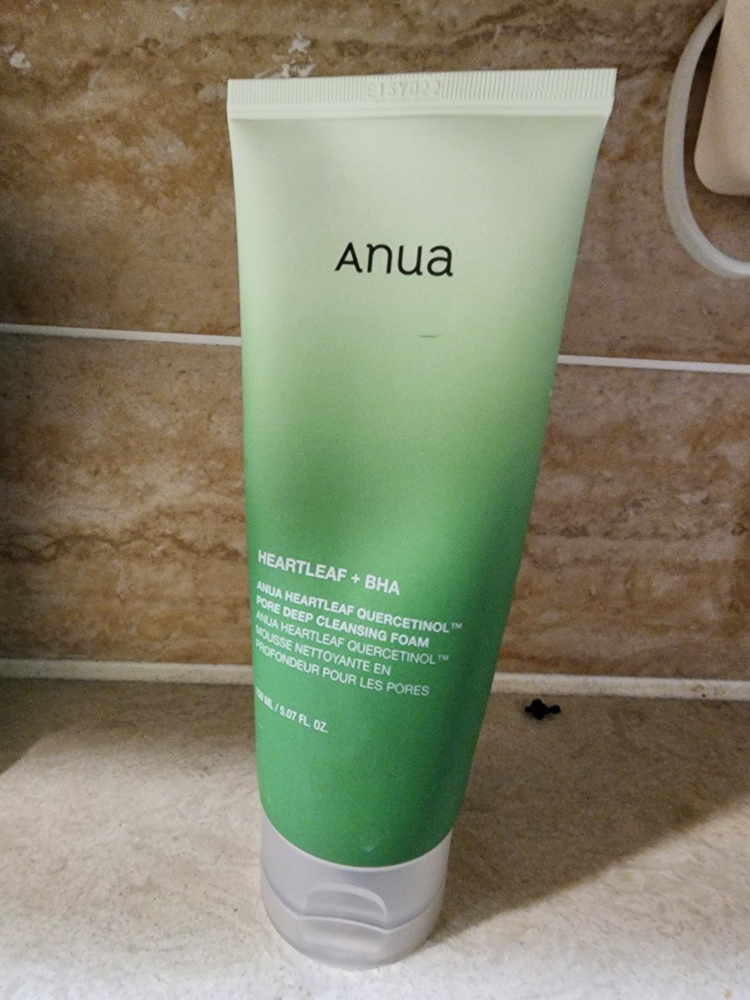 Anua
HEARTLEAF + BHA
ANUA HEARTLEAF QUERCETINOL™
PORE DEEP CLEANSING FOAM
ANUA HEARTLEAF QUERCETINOL™
MOUSSE NETTOYANTE EN
PROFONDEUR POUR LES PORES
ML / 5.07 FL. OZ.